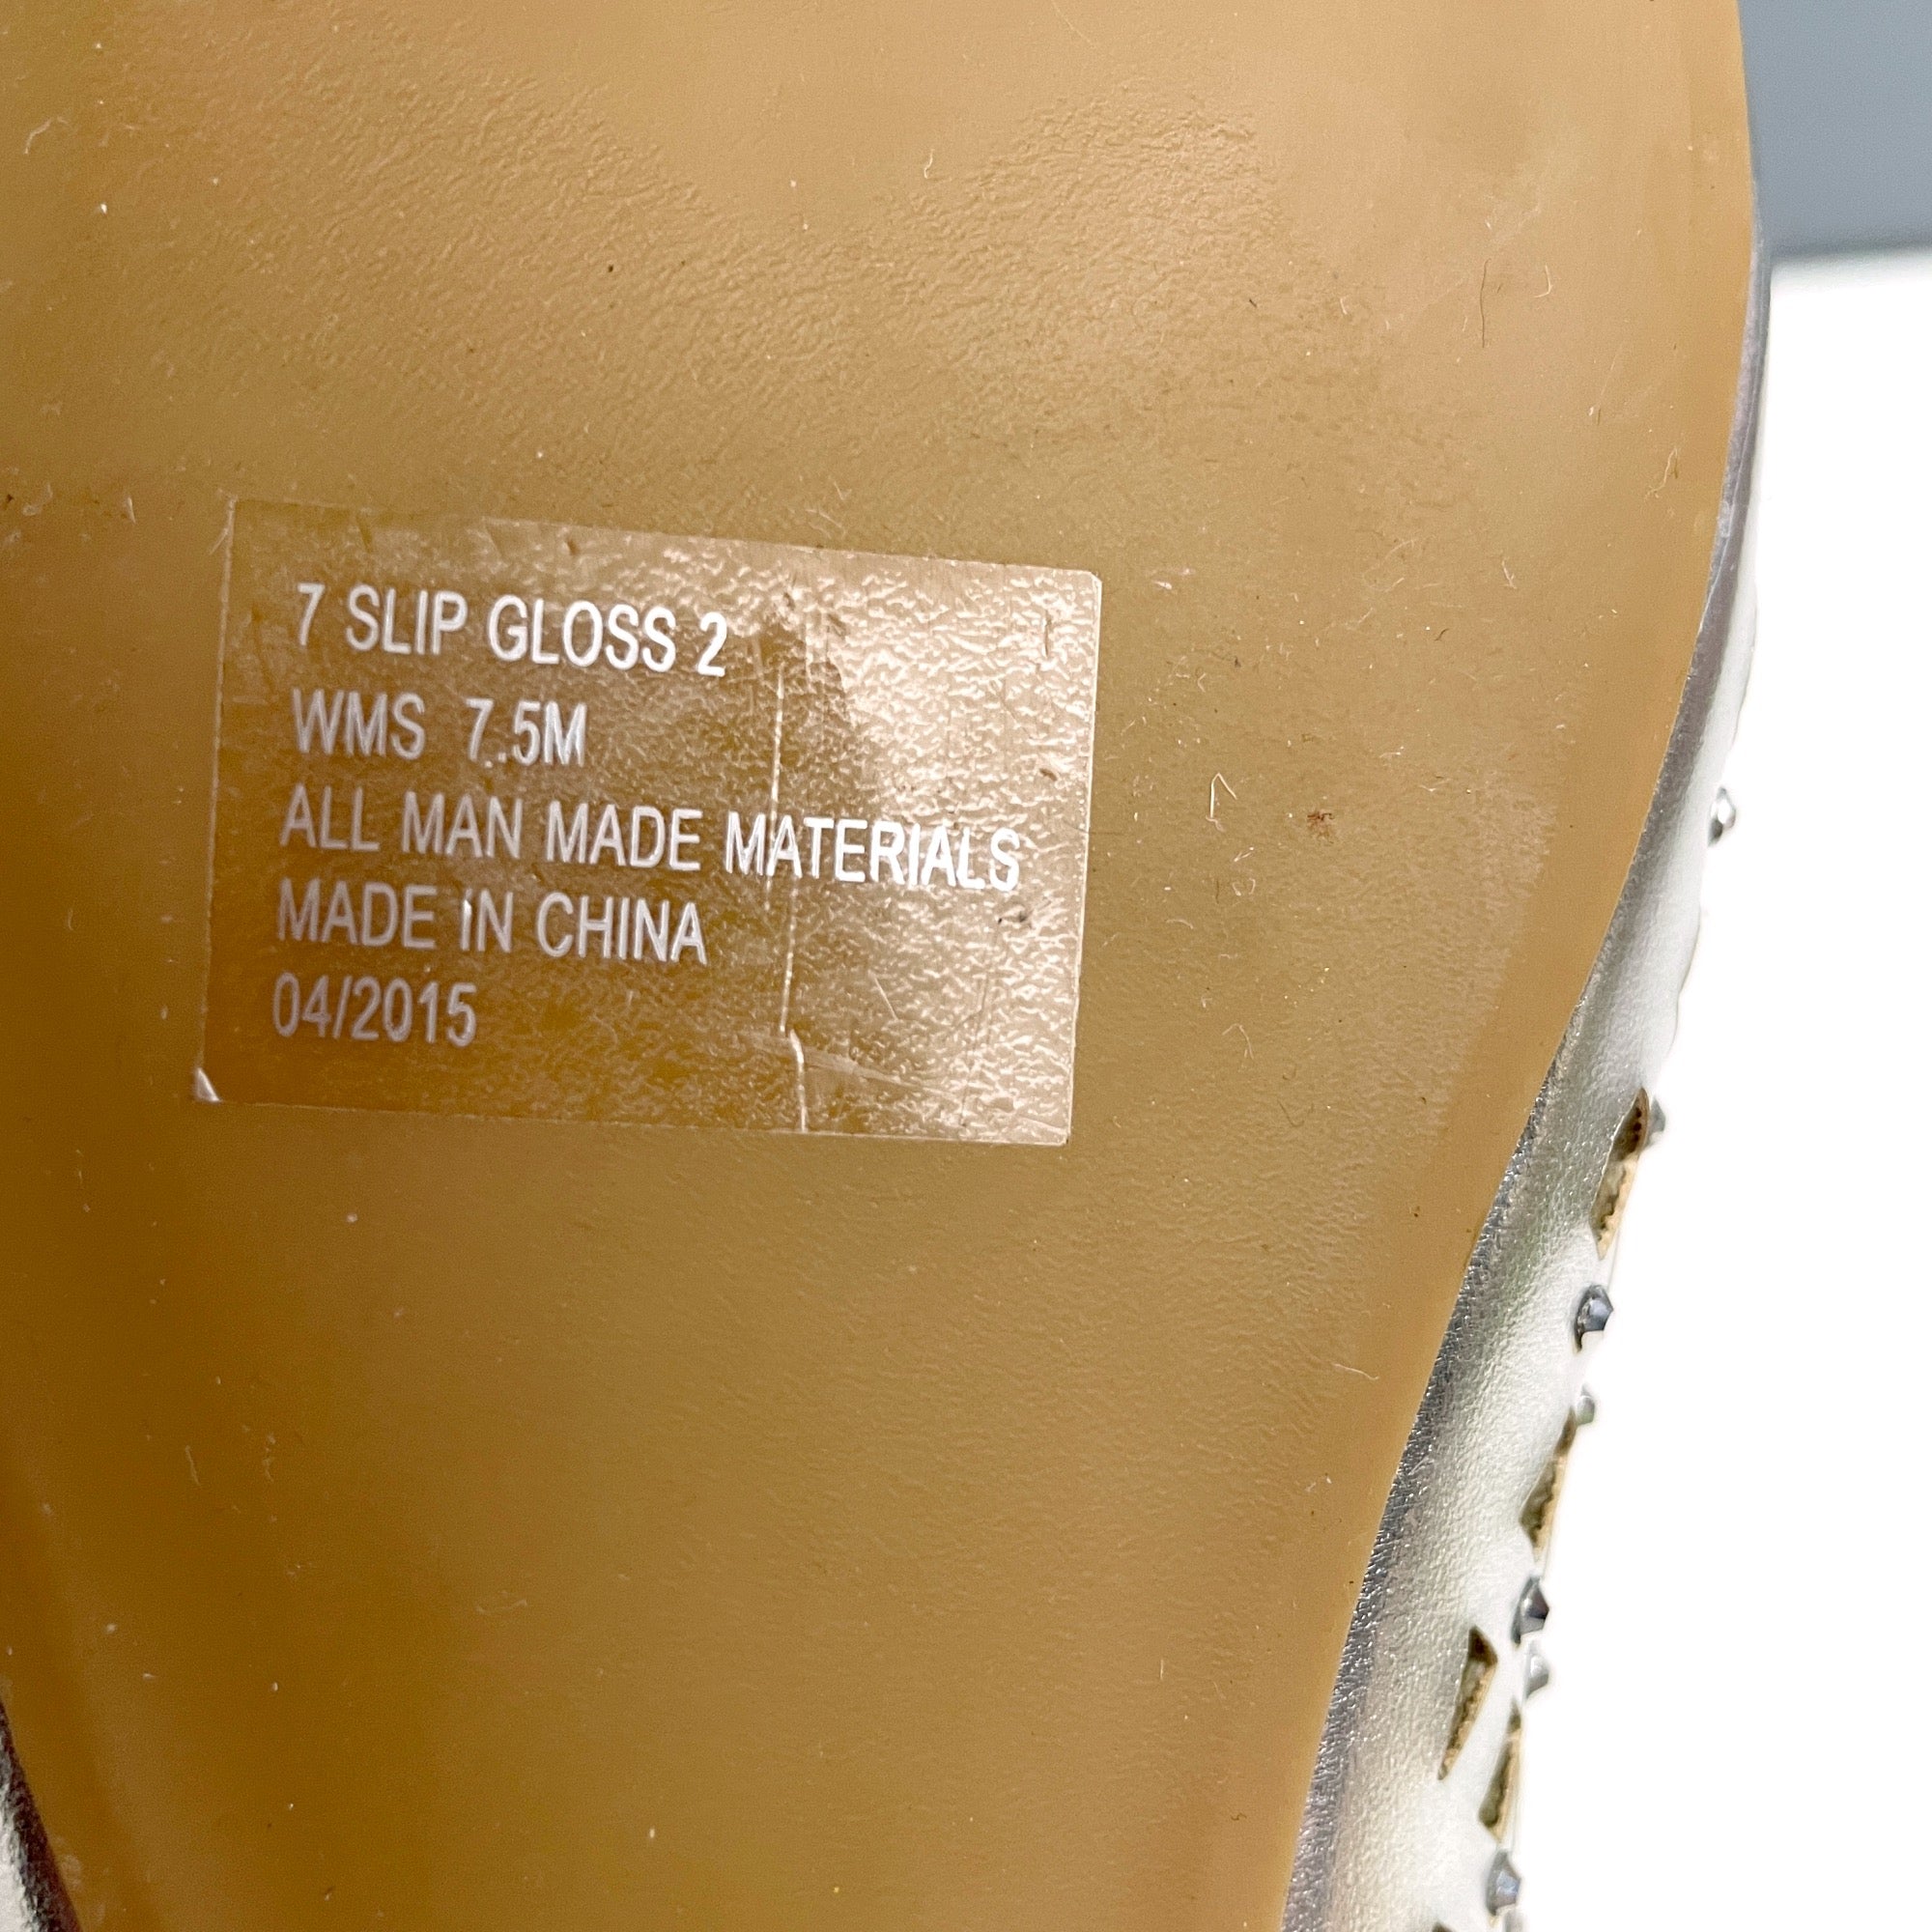 7 SLIP GLOSS 2
WMS 7.5M
ALL MAN MADE MATERIALS
MADE IN CHINA
04/2015